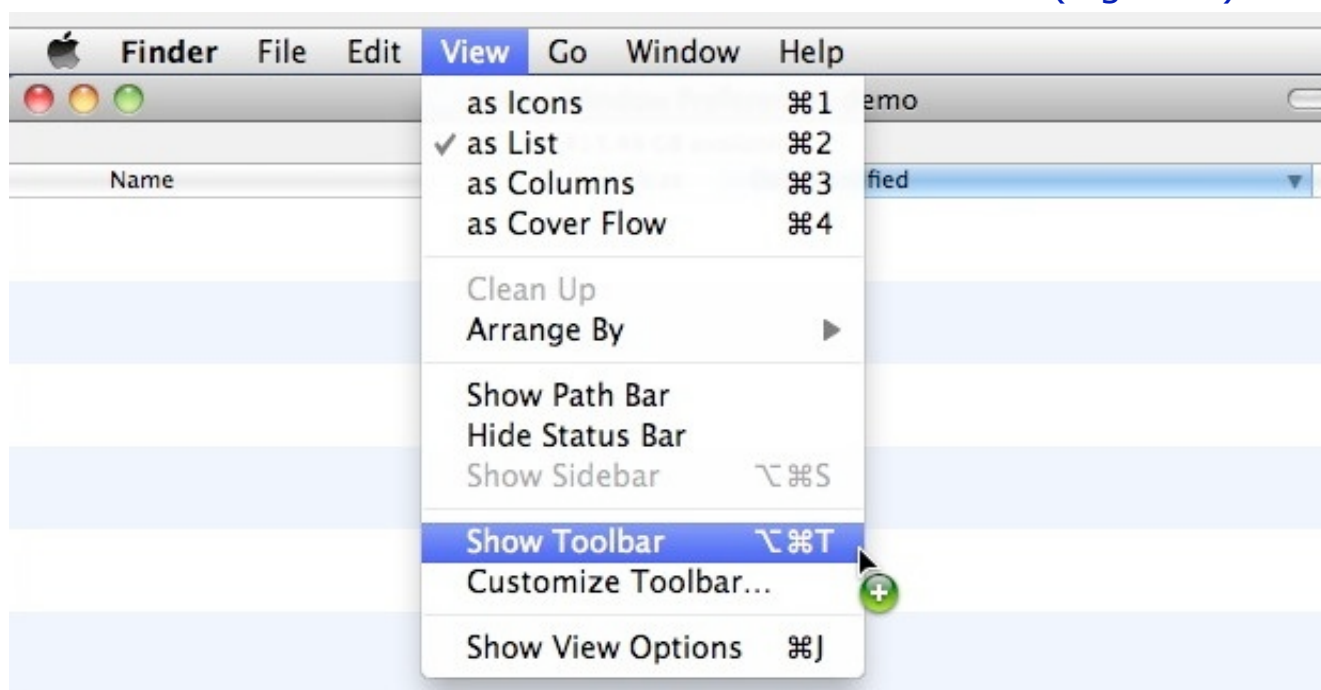 Finder File Edit View Go Window Help
emo
as Icons ⌘1
✓ as List ⌘2
Name
fied
as Columns ⌘3
as Cover Flow ⌘4
Clean Up
Arrange By ▶
Show Path Bar
Hide Status Bar
Show Sidebar ⌥⌘S
Show Toolbar ⌥⌘T
Customize Toolbar...
Show View Options ⌘J